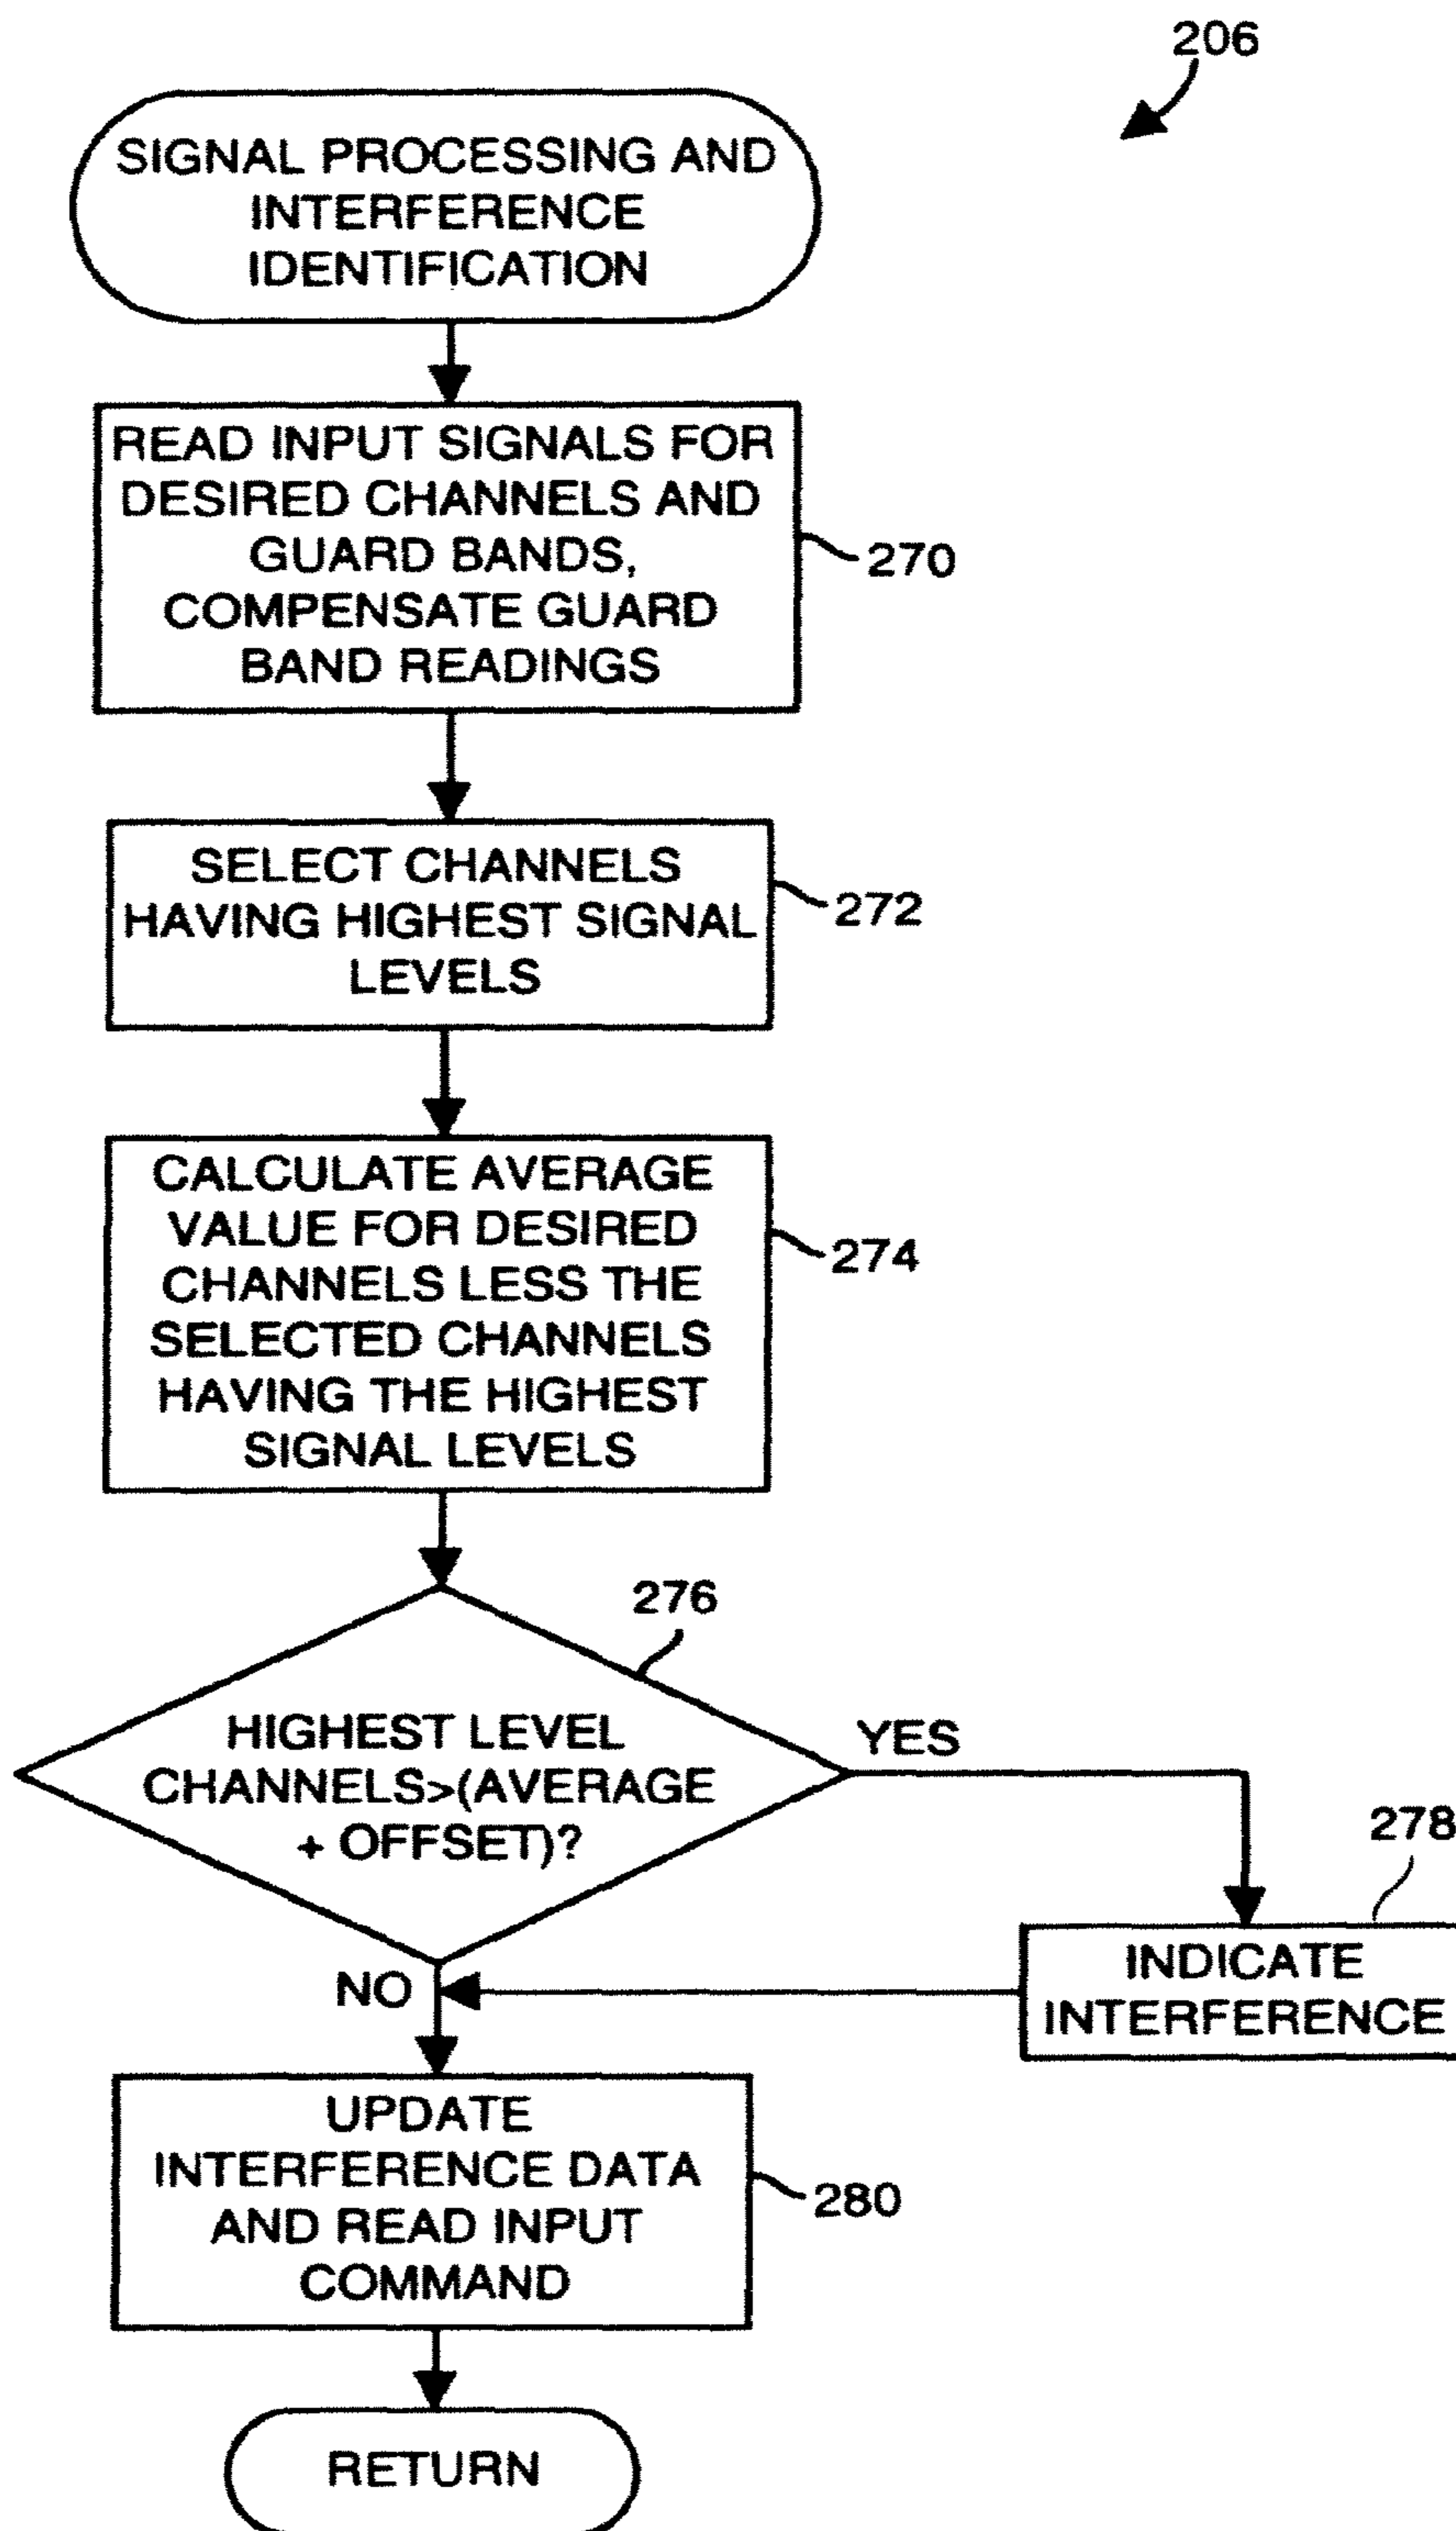 206
SIGNAL PROCESSING AND
INTERFERENCE
IDENTIFICATION
READ INPUT SIGNALS FOR
DESIRED CHANNELS AND
GUARD BANDS,
COMPENSATE GUARD
BAND READINGS
270
SELECT CHANNELS
HAVING HIGHEST SIGNAL
LEVELS
272
CALCULATE AVERAGE
VALUE FOR DESIRED
CHANNELS LESS THE
SELECTED CHANNELS
HAVING THE HIGHEST
SIGNAL LEVELS
274
276
HIGHEST LEVEL
CHANNELS>(AVERAGE
+ OFFSET)?
YES
278
INDICATE
INTERFERENCE
NO
UPDATE
INTERFERENCE DATA
AND READ INPUT
COMMAND
280
RETURN